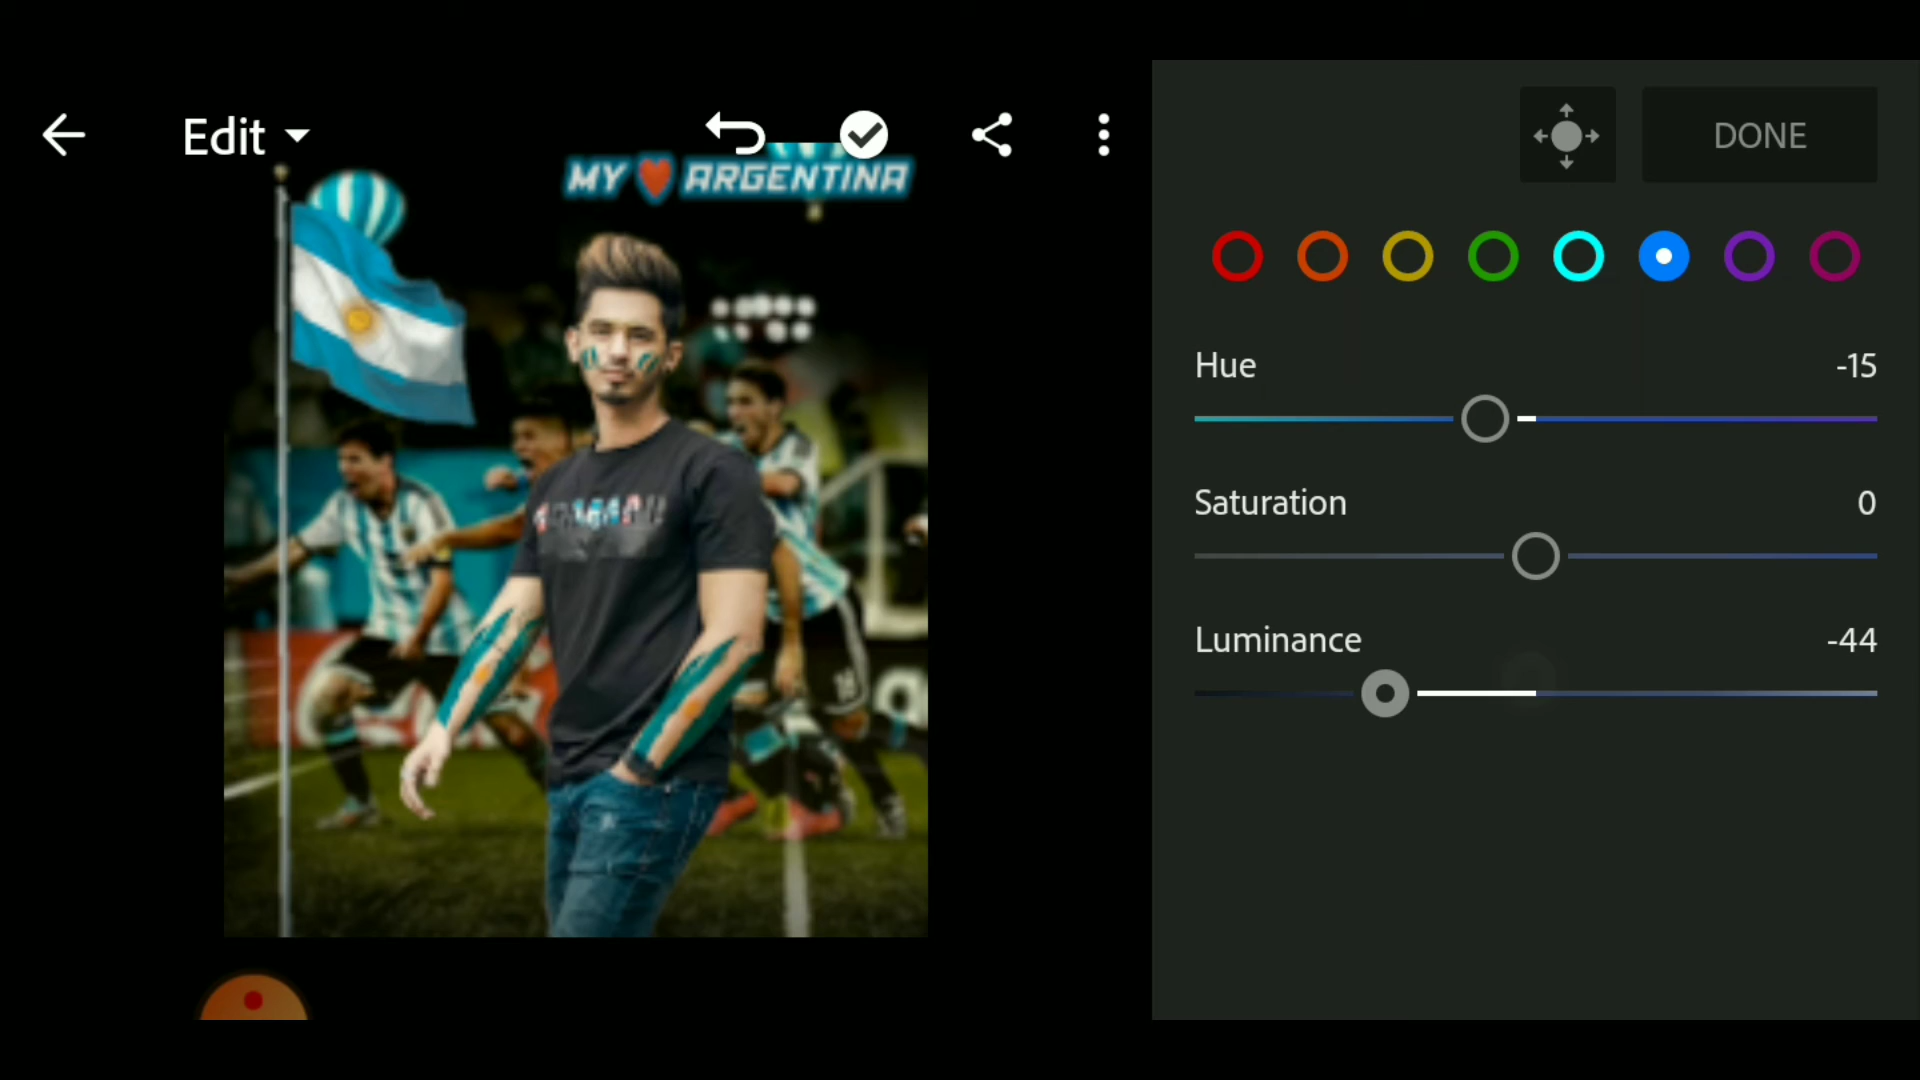 Edit
DONE
MY ARGENTINA
Hue
-15
Saturation
0
Luminance
-44